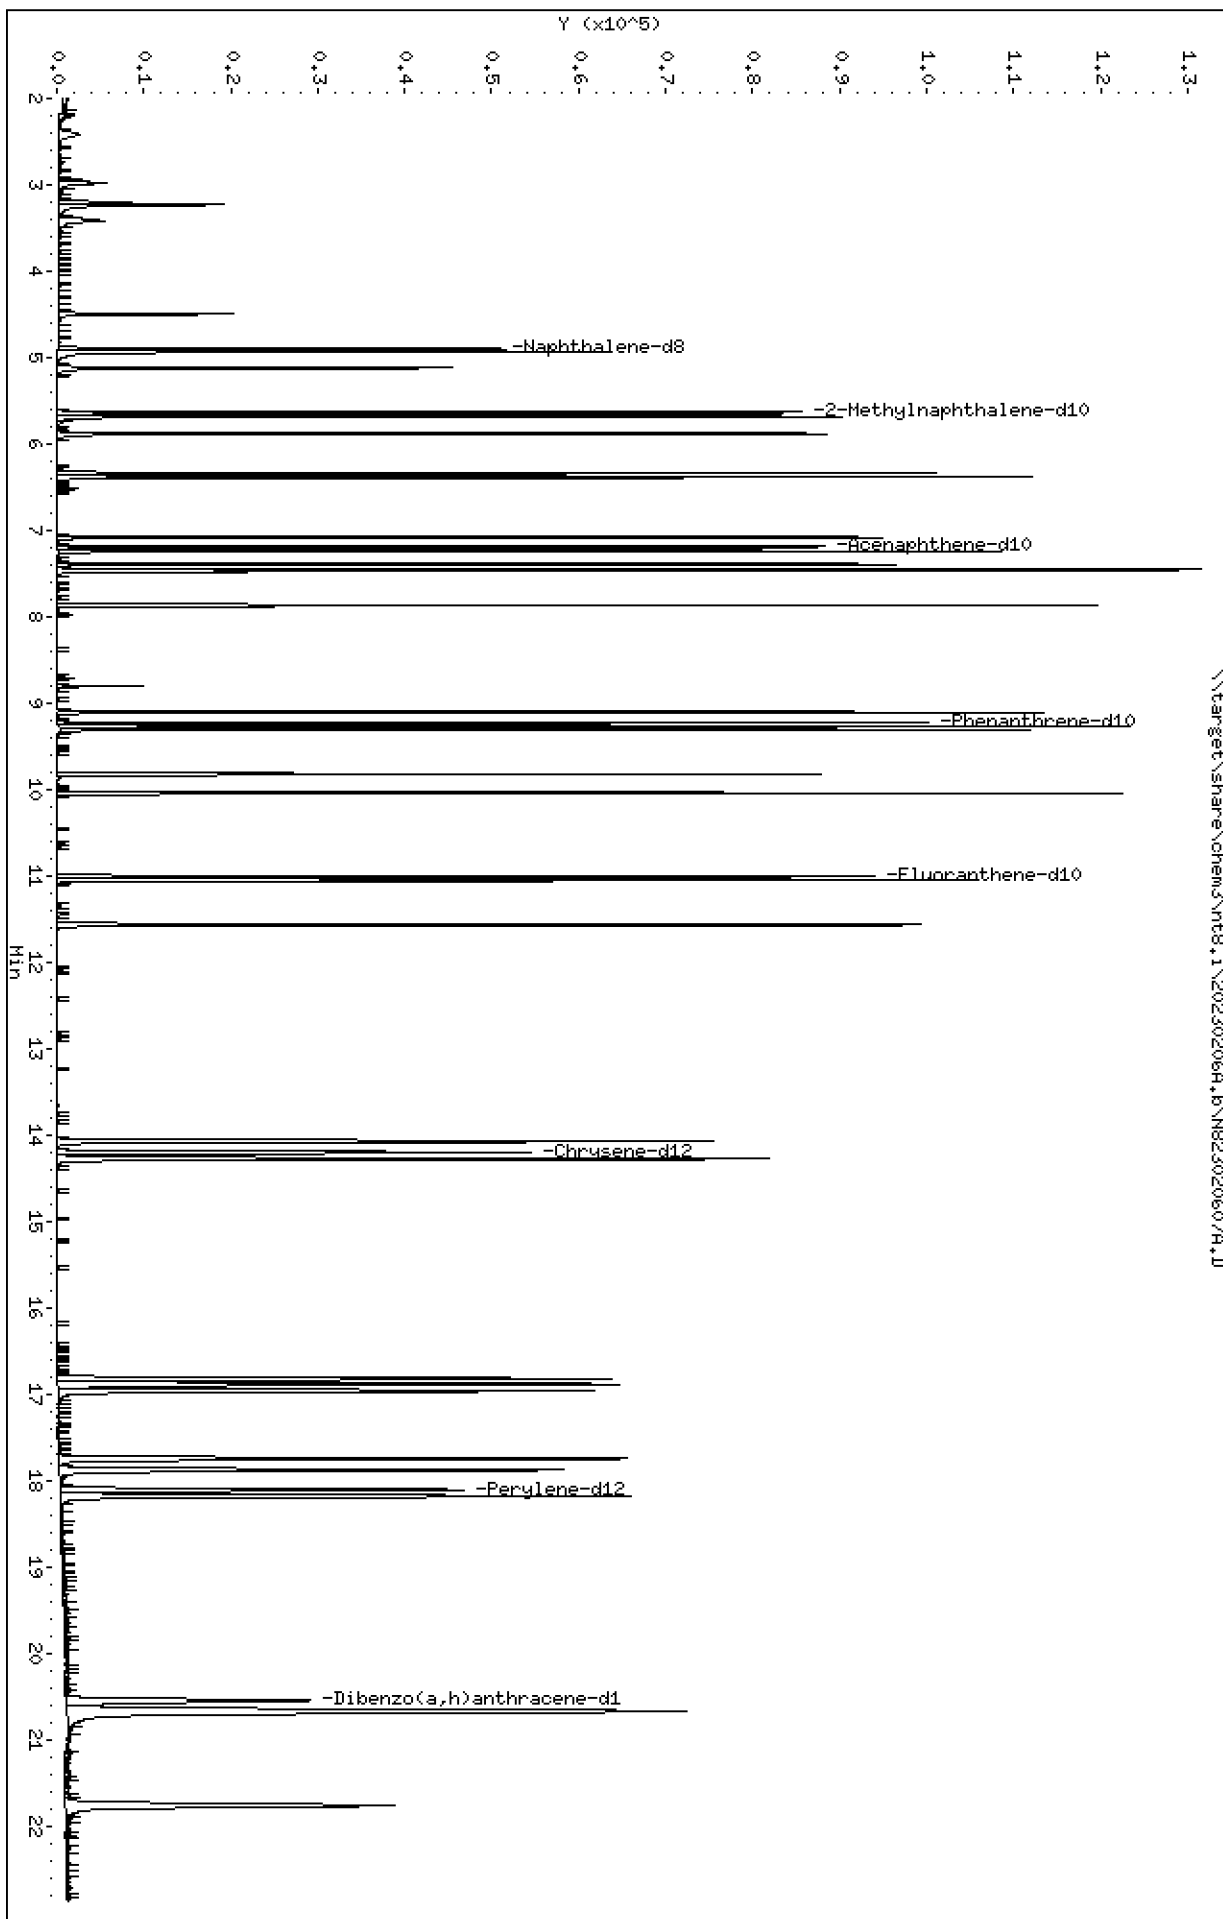 \\target\share\chem3\nt8.i\20230206A.b\N823020607A.D
Y (x10^5)
1.3
1.2
1.1
1.0
0.9
0.8
0.7
0.6
0.5
0.4
0.3
0.2
0.1
0.0
-Naphthalene-d8
-2-Methylnaphthalene-d10
-Acenaphthene-d10
-Phenanthrene-d10
-Fluoranthene-d10
-Chrysene-d12
-Perylene-d12
-Dibenzo(a,h)anthracene-d1
2 3 4 5 6 7 8 9 10 11 12 13 14 15 16 17 18 19 20 21 22
Min